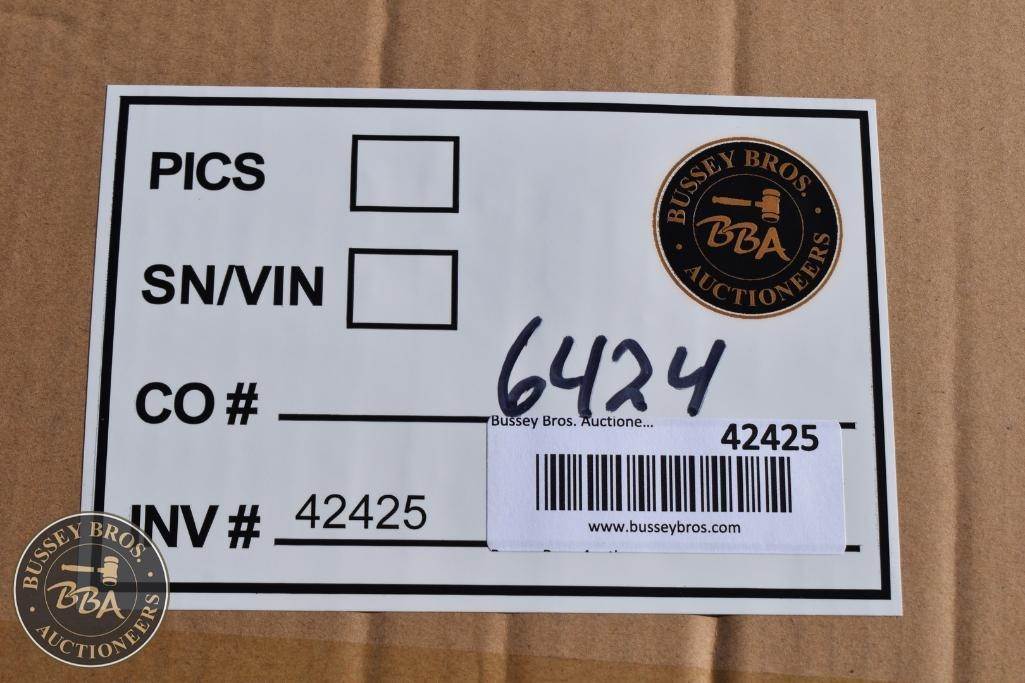 PICS
BUSSEY BROS.
BBA
AUCTIONEERS
SN/VIN
CO # 6424
Bussey Bros. Auctione...
42425
www.busseybros.com
INV # 42425
BUSSEY BROS.
BBA
AUCTIONEERS